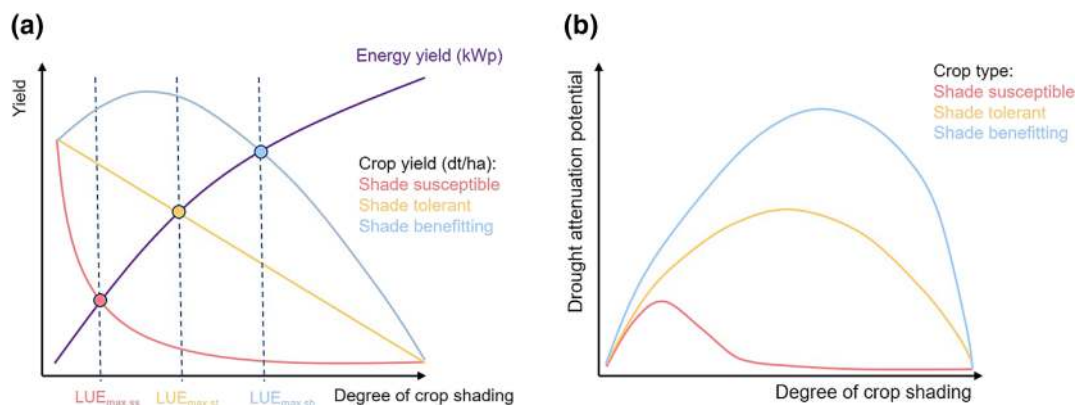 (a)
Energy yield (kWp)
Yield
Crop yield (dt/ha):
Shade susceptible
Shade tolerant
Shade benefitting
LUEmax,ss
LUEmax,st
LUEmax,sb
Degree of crop shading
(b)
Drought attenuation potential
Crop type:
Shade susceptible
Shade tolerant
Shade benefitting
Degree of crop shading